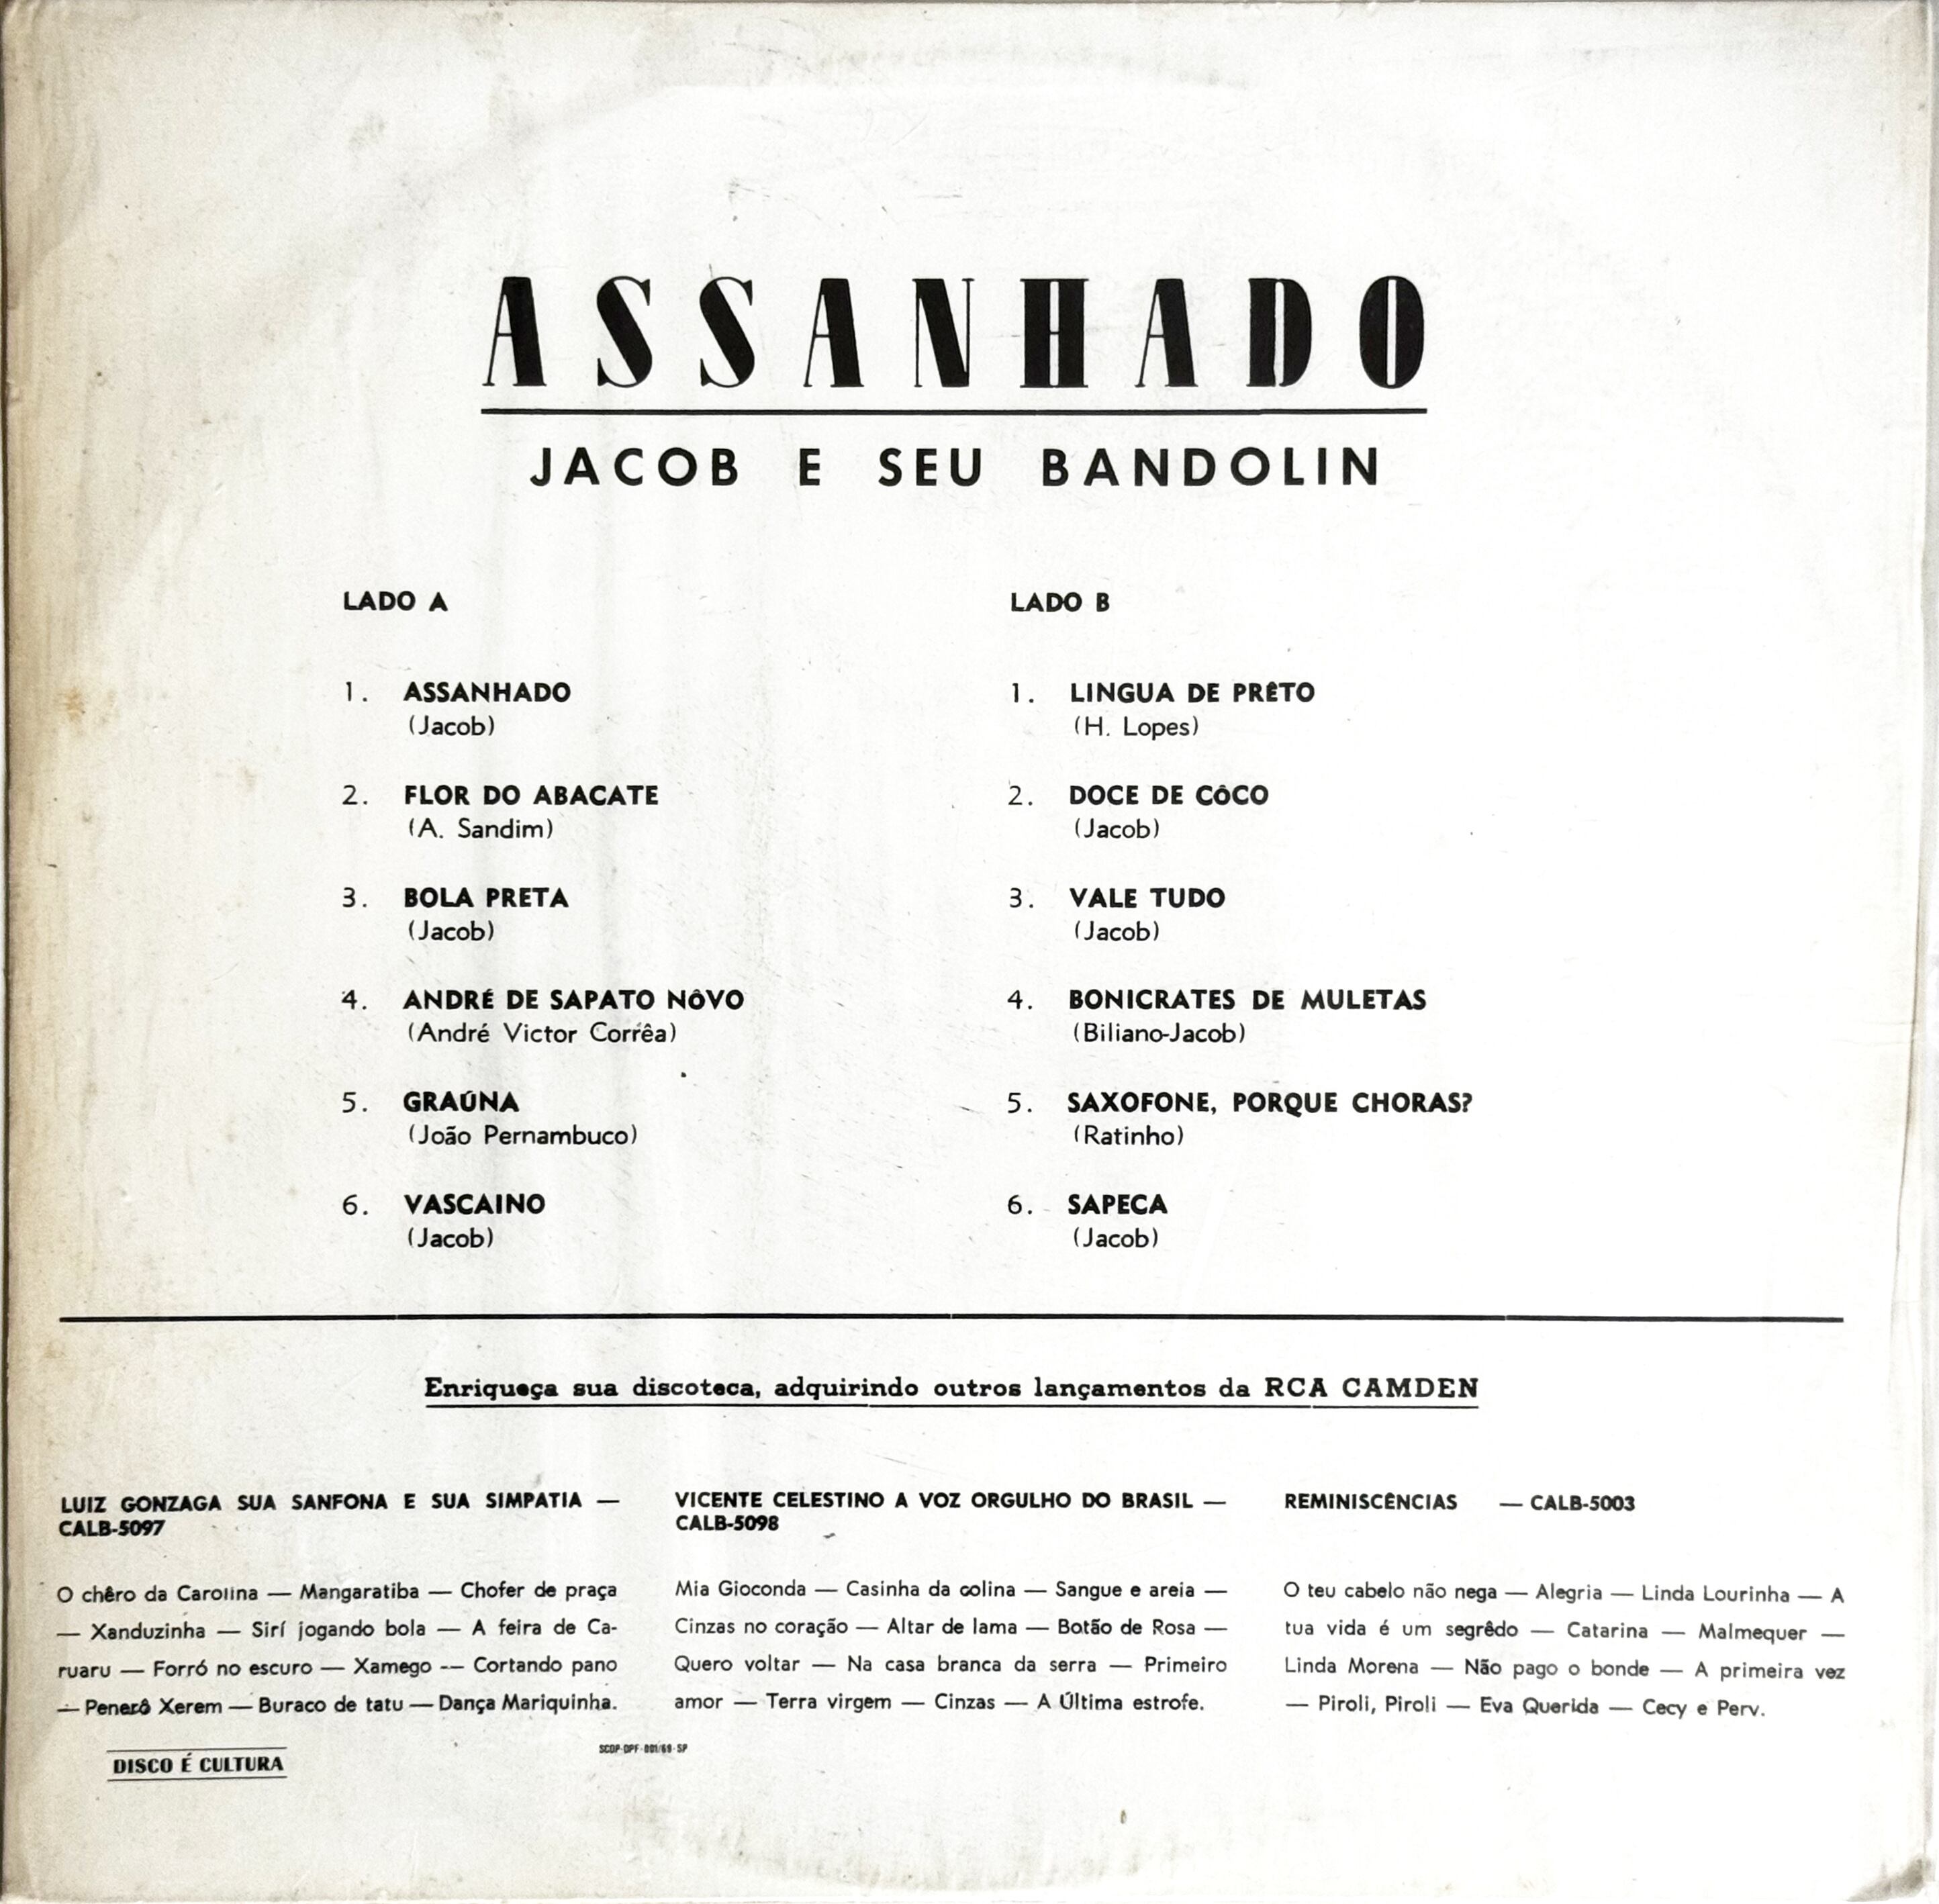 ASSANHADO
JACOB E SEU BANDOLIN
LADO A
1. ASSANHADO
(Jacob)
2. FLOR DO ABACATE
(A. Sandim)
3. BOLA PRETA
(Jacob)
4. ANDRÉ DE SAPATO NÔVO
(André Victor Corrêa)
5. GRAÚNA
(João Pernambuco)
6. VASCAINO
(Jacob)
LADO B
1. LINGUA DE PRÊTO
(H. Lopes)
2. DOCE DE CÔCO
(Jacob)
3. VALE TUDO
(Jacob)
4. BONICRATES DE MULETAS
(Biliano-Jacob)
5. SAXOFONE, PORQUE CHORAS?
(Ratinho)
6. SAPECA
(Jacob)
Enriqueça sua discoteca, adquirindo outros lançamentos da RCA CAMDEN
LUIZ GONZAGA SUA SANFONA E SUA SIMPATIA —
CALB-5097
O chêro da Carolina — Mangaratiba — Chofer de praça
— Xanduzinha — Sirí jogando bola — A feira de Ca-
ruaru — Forró no escuro — Xamego -- Cortando pano
— Penerô Xerem — Buraco de tatu — Dança Mariquinha.
VICENTE CELESTINO A VOZ ORGULHO DO BRASIL —
CALB-5098
Mia Gioconda — Casinha da colina — Sangue e areia —
Cinzas no coração — Altar de lama — Botão de Rosa —
Quero voltar — Na casa branca da serra — Primeiro
amor — Terra virgem — Cinzas — A Última estrofe.
REMINISCÊNCIAS — CALB-5003
O teu cabelo não nega — Alegria — Linda Lourinha — A
tua vida é um segrêdo — Catarina — Malmequer —
Linda Morena — Não pago o bonde — A primeira vez
— Piroli, Piroli — Eva Querida — Cecy e Perv.
DISCO É CULTURA
SCDP-DPF-001/69-SP